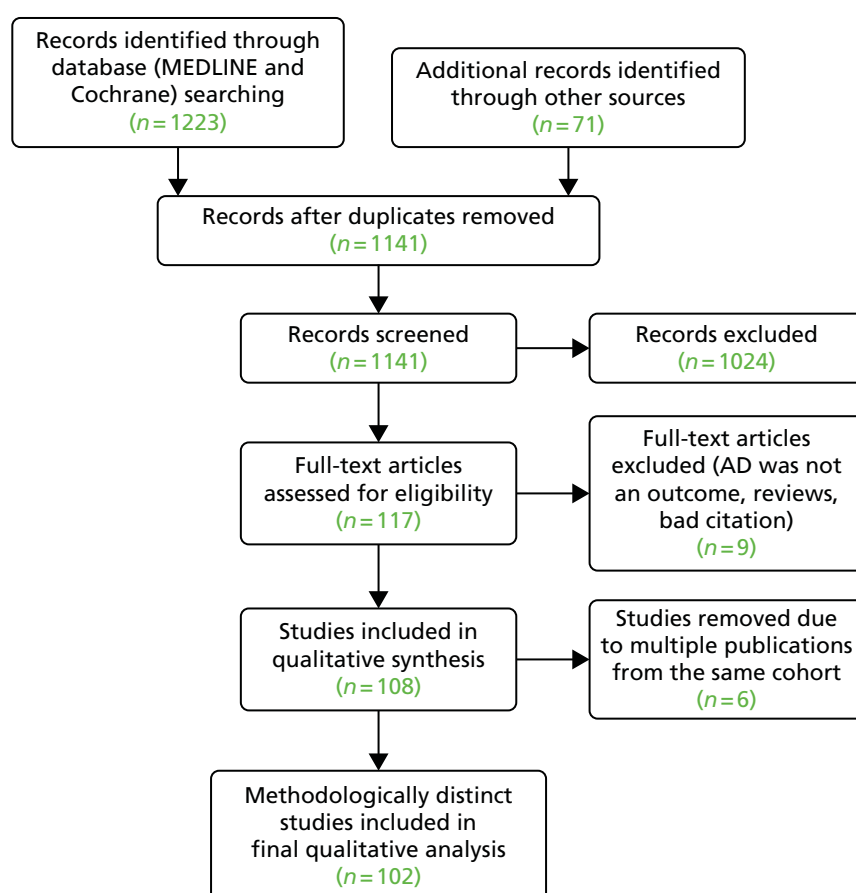 Records identified through
database (MEDLINE and
Cochrane) searching
(n=1223)
Additional records identified
through other sources
(n=71)
Records after duplicates removed
(n=1141)
Records screened
(n=1141)
Records excluded
(n=1024)
Full-text articles
assessed for eligibility
(n=117)
Full-text articles
excluded (AD was not
an outcome, reviews,
bad citation)
(n=9)
Studies included in
qualitative synthesis
(n=108)
Studies removed due
to multiple publications
from the same cohort
(n=6)
Methodologically distinct
studies included in
final qualitative analysis
(n=102)